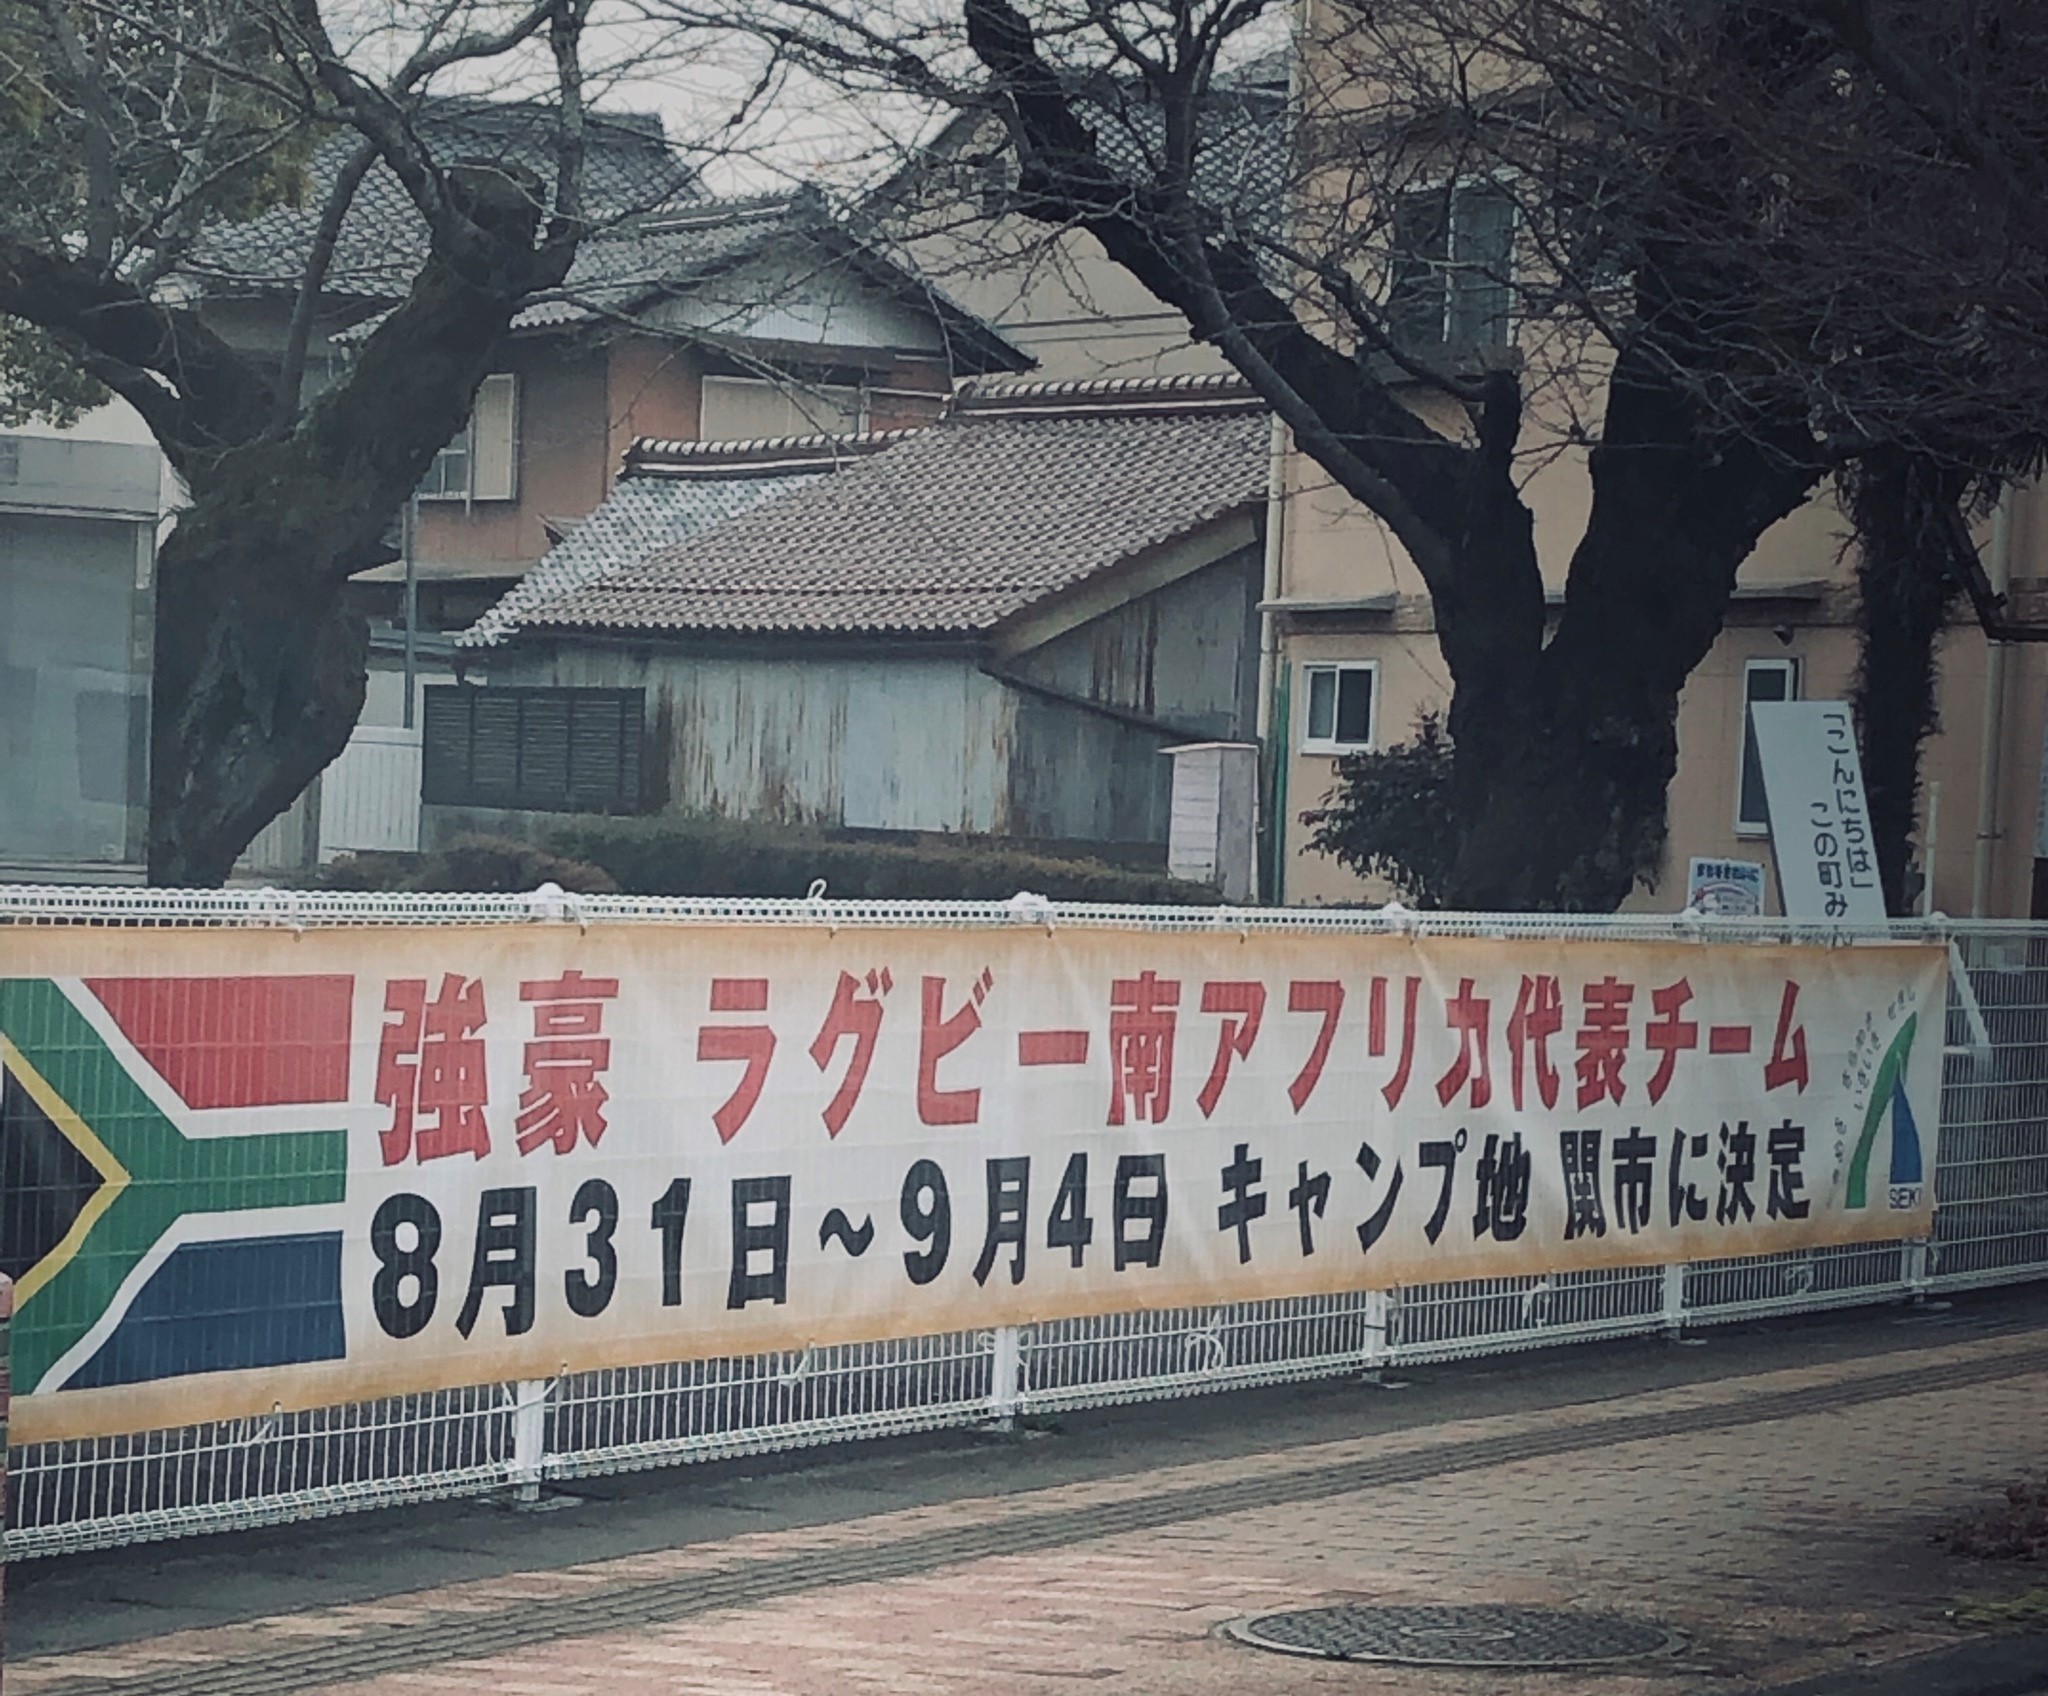 強豪 ラグビー南アフリカ代表チーム
8月31日～9月4日 キャンプ地 関市に決定
SEKI
「こんにちは」
この町みん